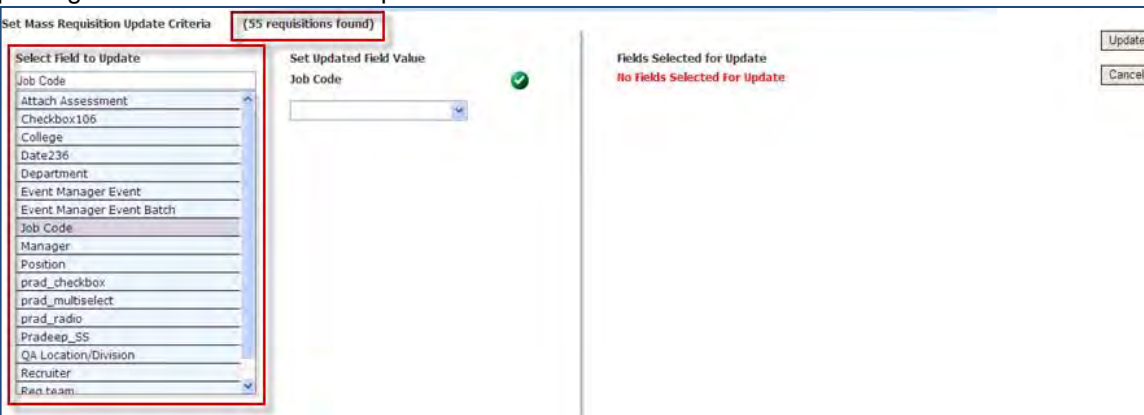 Set Mass Requisition Update Criteria (55 requisitions found)
Select Field to Update
Job Code
Attach Assessment
Checkbox106
College
Date236
Department
Event Manager Event
Event Manager Event Batch
Job Code
Manager
Position
prad_checkbox
prad_multiselect
prad_radio
Pradeep_SS
QA Location/Division
Recruiter
Req team
Set Updated Field Value
Job Code
Fields Selected for Update
No Fields Selected For Update
Update
Cancel